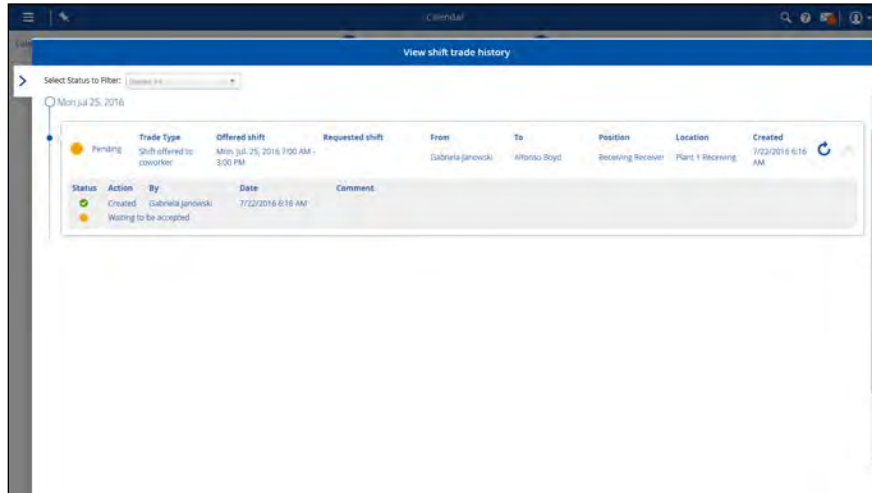 Calendar
View shift trade history
Select Status to Filter:
Mon Jul 25, 2016
Trade Type Offered shift Requested shift From To Position Location Created
Pending Shift offered to Mon, Jul. 25, 2016 7:00 AM - Gabriela Janowski Alfonso Boyd Receiving Receiver Plant 1 Receiving 7/22/2016 6:16
coworker 3:00 PM AM
Status Action By Date Comment
Created Gabriela Janowski 7/22/2016 6:16 AM
Waiting to be accepted